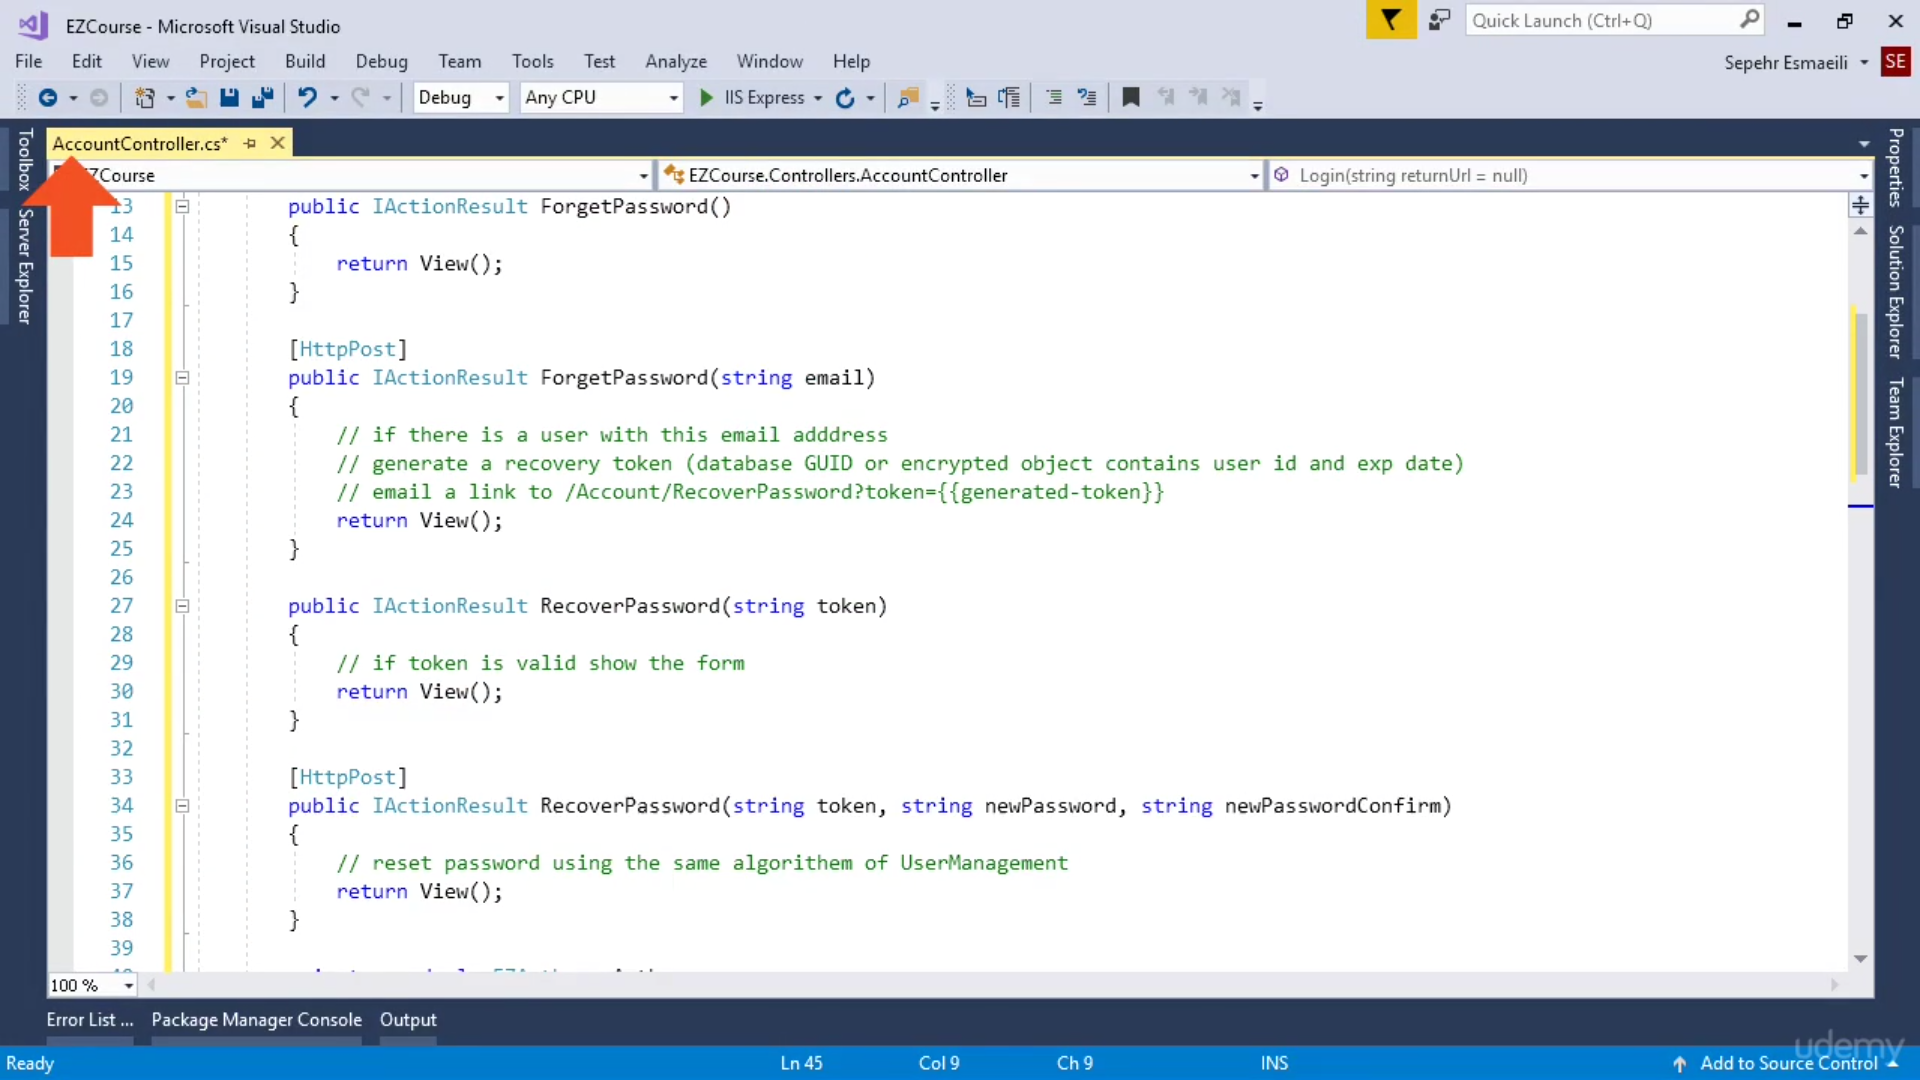 EZCourse - Microsoft Visual Studio
Quick Launch (Ctrl+Q)
File Edit View Project Build Debug Team Tools Test Analyze Window Help
Sepehr Esmaeili SE
Debug Any CPU IIS Express
AccountController.cs*
EZCourse.Controllers.AccountController Login(string returnUrl = null)
Toolbox
Server Explorer
Properties
Solution Explorer
Team Explorer
public IActionResult ForgetPassword()
14 {
15 return View();
16 }
17
18 [HttpPost]
19 public IActionResult ForgetPassword(string email)
20 {
21 // if there is a user with this email adddress
22 // generate a recovery token (database GUID or encrypted object contains user id and exp date)
23 // email a link to /Account/RecoverPassword?token={{generated-token}}
24 return View();
25 }
26
27 public IActionResult RecoverPassword(string token)
28 {
29 // if token is valid show the form
30 return View();
31 }
32
33 [HttpPost]
34 public IActionResult RecoverPassword(string token, string newPassword, string newPasswordConfirm)
35 {
36 // reset password using the same algorithem of UserManagement
37 return View();
38 }
39
100 %
Error List ... Package Manager Console Output
Ready Ln 45 Col 9 Ch 9 INS Add to Source Control
udemy